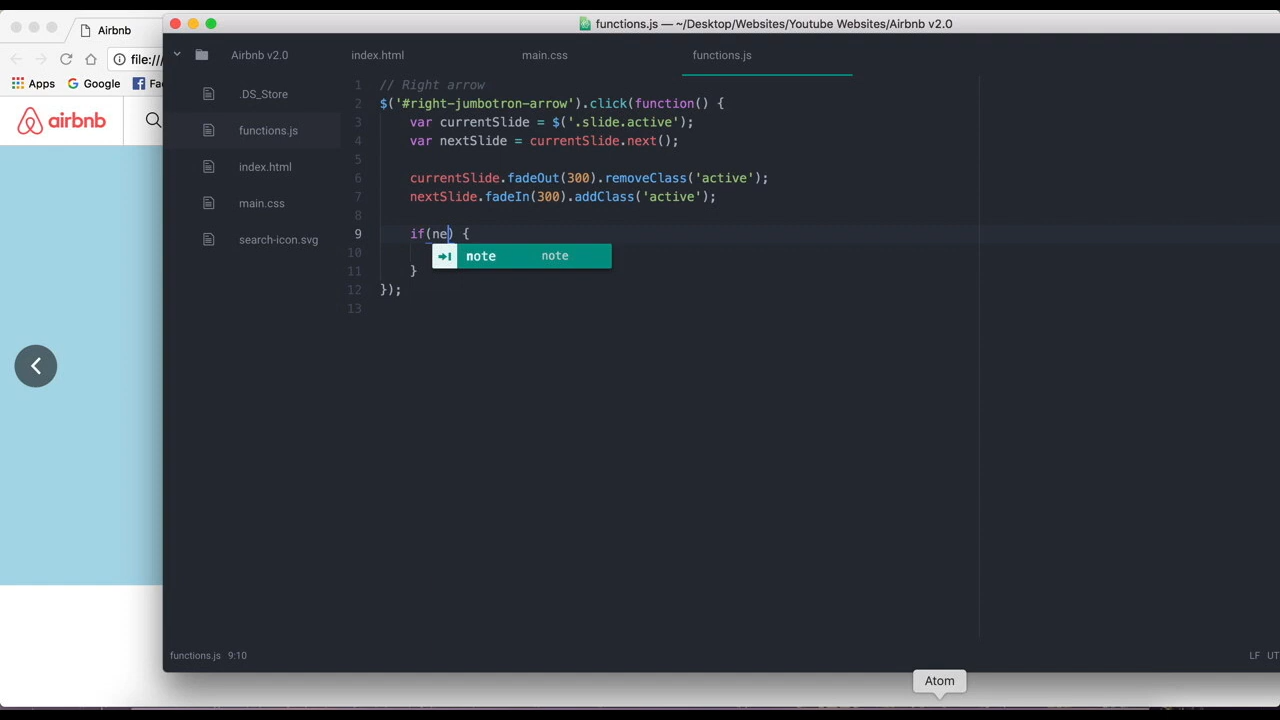 functions.js — ~/Desktop/Websites/Youtube Websites/Airbnb v2.0
Airbnb
file:///
Apps Google Fa
airbnb
Airbnb v2.0 index.html main.css functions.js
.DS_Store
functions.js
index.html
main.css
search-icon.svg
1 // Right arrow
2 $('#right-jumbotron-arrow').click(function() {
3 var currentSlide = $('.slide.active');
4 var nextSlide = currentSlide.next();
5
6 currentSlide.fadeOut(300).removeClass('active');
7 nextSlide.fadeIn(300).addClass('active');
8
9 if(ne) {
10 note note
11 }
12 });
13
functions.js 9:10 LF UT
Atom